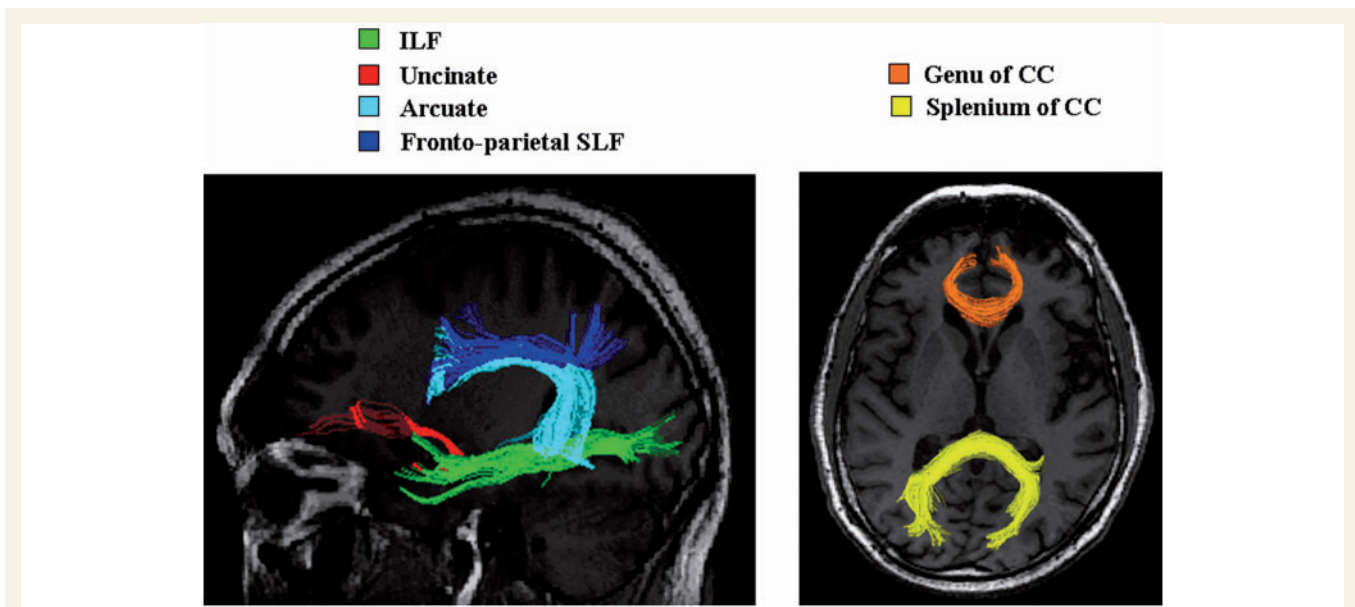 ILF
Uncinate
Arcuate
Fronto-parietal SLF
Genu of CC
Splenium of CC